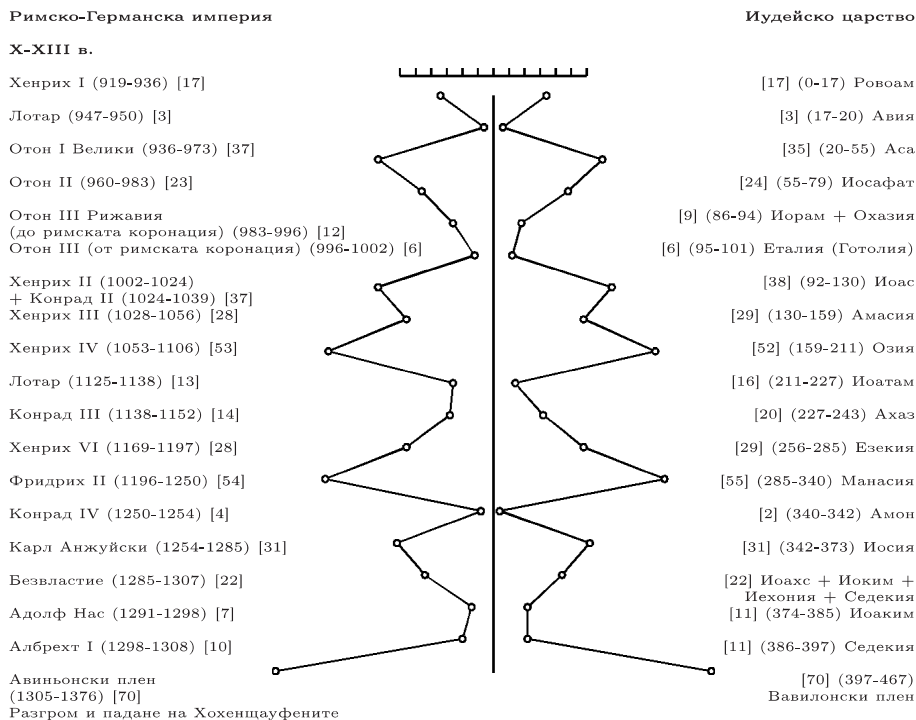 Римско-Германска империя
Иудейско царство
X-XIII в.
Хенрих I (919-936) [17]
[17] (0-17) Ровоам
Лотар (947-950) [3]
[3] (17-20) Авия
Отон I Велики (936-973) [37]
[35] (20-55) Аса
Отон II (960-983) [23]
[24] (55-79) Иосафат
Отон III Рижавия
(до римската коронация) (983-996) [12]
[9] (86-94) Иорам + Охазия
Отон III (от римската коронация) (996-1002) [6]
[6] (95-101) Еталия (Готолия)
Хенрих II (1002-1024)
+ Конрад II (1024-1039) [37]
[38] (92-130) Иоас
Хенрих III (1028-1056) [28]
[29] (130-159) Амасия
Хенрих IV (1053-1106) [53]
[52] (159-211) Озия
Лотар (1125-1138) [13]
[16] (211-227) Иоатам
Конрад III (1138-1152) [14]
[20] (227-243) Ахаз
Хенрих VI (1169-1197) [28]
[29] (256-285) Езекия
Фридрих II (1196-1250) [54]
[55] (285-340) Манасия
Конрад IV (1250-1254) [4]
[2] (340-342) Амон
Карл Анжуйски (1254-1285) [31]
[31] (342-373) Иосия
Безвластие (1285-1307) [22]
[22] Иоахс + Иоким +
Иехония + Седекия
Адолф Нас (1291-1298) [7]
[11] (374-385) Иоаким
Албрехт I (1298-1308) [10]
[11] (386-397) Седекия
Авиньонски плен
(1305-1376) [70]
[70] (397-467)
Вавилонски плен
Разгром и падане на Хохенщауфените